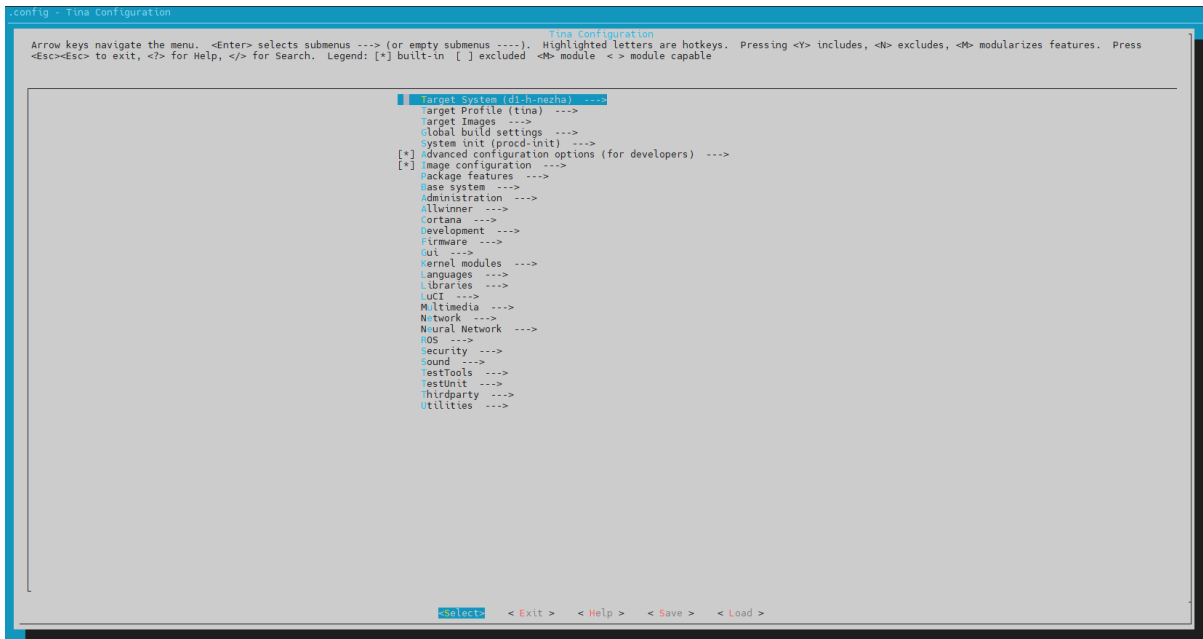 .config - Tina Configuration
Tina Configuration
Arrow keys navigate the menu.  <Enter> selects submenus ---> (or empty submenus ----).  Highlighted letters are hotkeys.  Pressing <Y> includes, <N> excludes, <M> modularizes features.  Press
<Esc><Esc> to exit, <?> for Help, </> for Search.  Legend: [*] built-in  [ ] excluded  <M> module  < > module capable
Target System (d1-h-nezha)  --->
Target Profile (tina)  --->
Target Images  --->
Global build settings  --->
System init (procd-init)  --->
[*] Advanced configuration options (for developers)  --->
[*] Image configuration  --->
Package features  --->
Base system  --->
Administration  --->
Allwinner  --->
Cortana  --->
Development  --->
Firmware  --->
Gui  --->
Kernel modules  --->
Languages  --->
Libraries  --->
LuCI  --->
Multimedia  --->
Network  --->
Neural Network  --->
ROS  --->
Security  --->
Sound  --->
TestTools  --->
TestUnit  --->
Thirdparty  --->
Utilities  --->
<Select>    < Exit >    < Help >    < Save >    < Load >